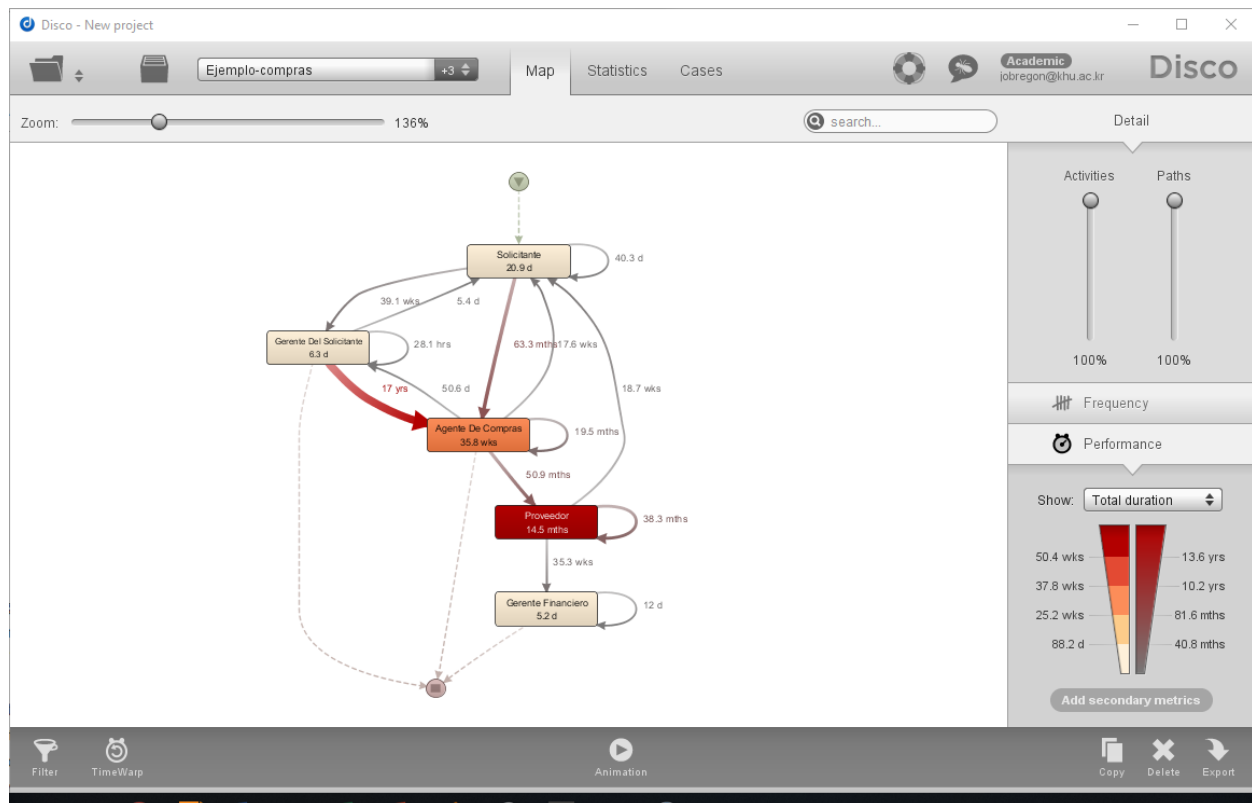 Disco - New project
Ejemplo-compras
+3
Map
Statistics
Cases
Academic
jobregon@khu.ac.kr
Disco
Zoom:
136%
search...
Detail
Activities
Paths
100%
100%
Frequency
Performance
Show:
Total duration
50.4 wks
13.6 yrs
37.8 wks
10.2 yrs
25.2 wks
81.6 mths
88.2 d
40.8 mths
Add secondary metrics
Solicitante
20.9 d
40.3 d
39.1 wks
5.4 d
Gerente Del Solicitante
6.3 d
28.1 hrs
63.3 mths
17.6 wks
18.7 wks
17 yrs
50.6 d
Agente De Compras
35.8 wks
19.5 mths
50.9 mths
Proveedor
14.5 mths
38.3 mths
35.3 wks
Gerente Financiero
5.2 d
12 d
Filter
TimeWarp
Animation
Copy
Delete
Export